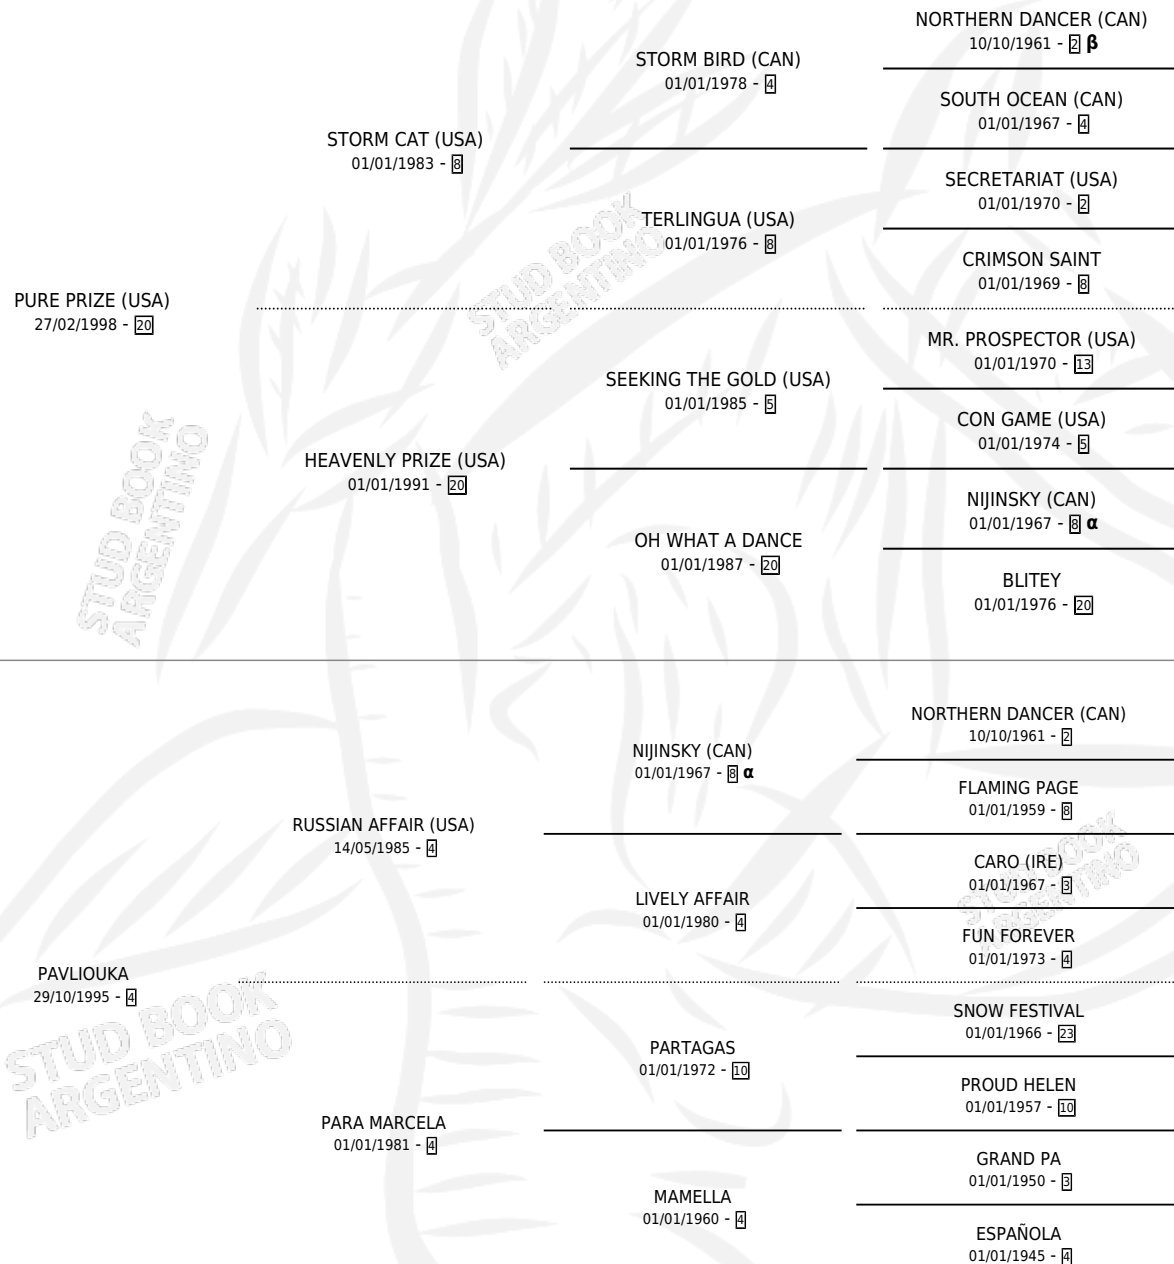 NORTHERN DANCER (CAN)
10/10/1961 - 2 β
STORM BIRD (CAN)
01/01/1978 - 4
SOUTH OCEAN (CAN)
01/01/1967 - 4
STORM CAT (USA)
01/01/1983 - 8
SECRETARIAT (USA)
01/01/1970 - 2
TERLINGUA (USA)
01/01/1976 - 8
CRIMSON SAINT
01/01/1969 - 8
PURE PRIZE (USA)
27/02/1998 - 20
MR. PROSPECTOR (USA)
01/01/1970 - 13
SEEKING THE GOLD (USA)
01/01/1985 - 5
CON GAME (USA)
01/01/1974 - 5
HEAVENLY PRIZE (USA)
01/01/1991 - 20
NIJINSKY (CAN)
01/01/1967 - 8 α
OH WHAT A DANCE
01/01/1987 - 20
BLITEY
01/01/1976 - 20
NORTHERN DANCER (CAN)
10/10/1961 - 2
NIJINSKY (CAN)
01/01/1967 - 8 α
FLAMING PAGE
01/01/1959 - 8
RUSSIAN AFFAIR (USA)
14/05/1985 - 4
CARO (IRE)
01/01/1967 - 3
LIVELY AFFAIR
01/01/1980 - 4
FUN FOREVER
01/01/1973 - 4
PAVLIOUKA
29/10/1995 - 4
SNOW FESTIVAL
01/01/1966 - 23
PARTAGAS
01/01/1972 - 10
PROUD HELEN
01/01/1957 - 10
PARA MARCELA
01/01/1981 - 4
GRAND PA
01/01/1950 - 3
MAMELLA
01/01/1960 - 4
ESPAÑOLA
01/01/1945 - 4
STUD BOOK
ARGENTINO
STUD BOOK
ARGENTINO
STUD BOOK
ARGENTINO
STUD BOOK
ARGENTINO